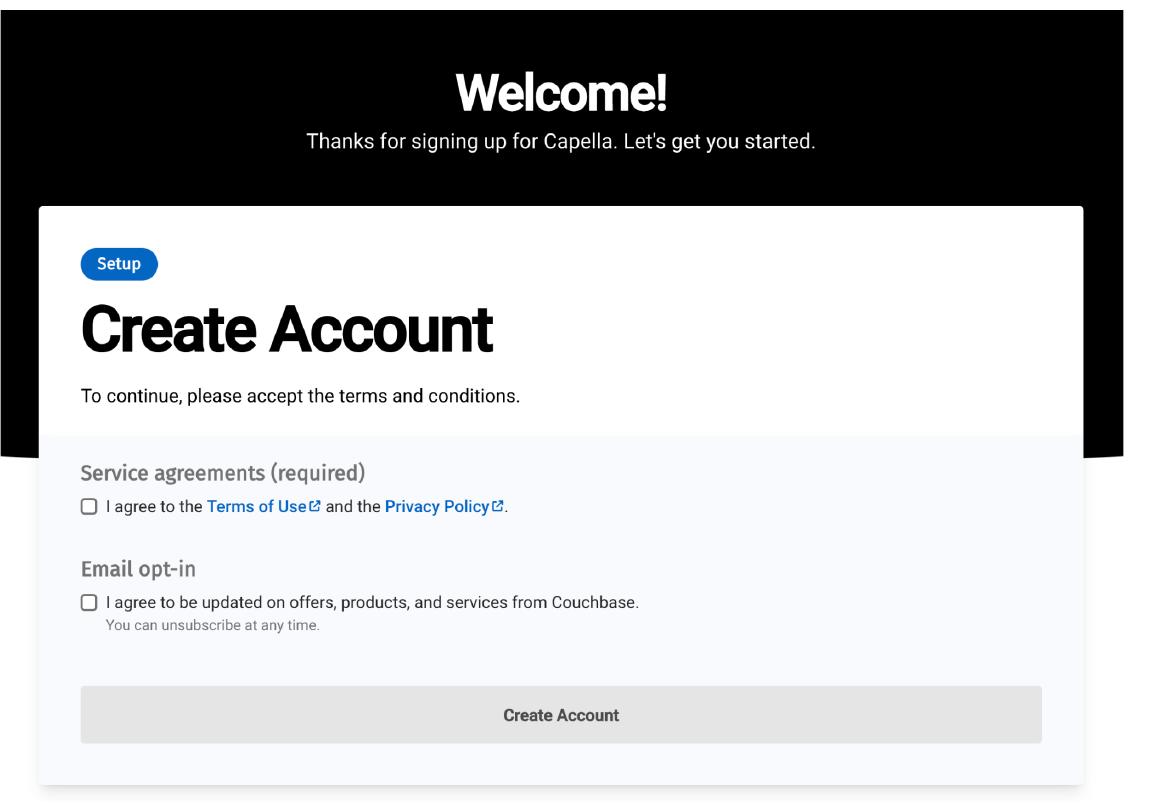 Welcome!
Thanks for signing up for Capella. Let's get you started.
Setup
Create Account
To continue, please accept the terms and conditions.
Service agreements (required)
I agree to the Terms of Use and the Privacy Policy.
Email opt-in
I agree to be updated on offers, products, and services from Couchbase.
You can unsubscribe at any time.
Create Account